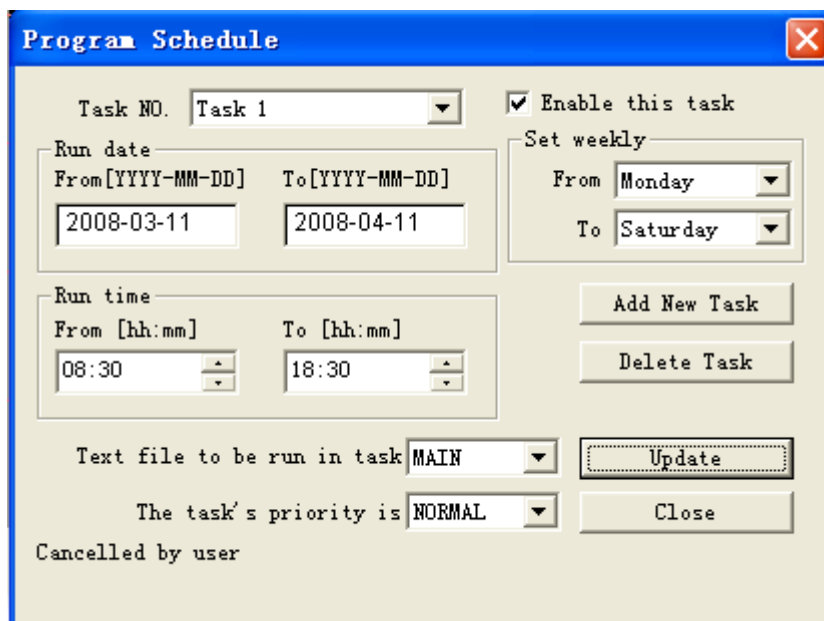 Program Schedule
Task NO. Task 1
Enable this task
Run date
From[YYYY-MM-DD] To[YYYY-MM-DD]
2008-03-11 2008-04-11
Set weekly
From Monday
To Saturday
Run time
From [hh:mm] To [hh:mm]
08:30 18:30
Add New Task
Delete Task
Text file to be run in task MAIN
Update
The task's priority is NORMAL
Close
Cancelled by user